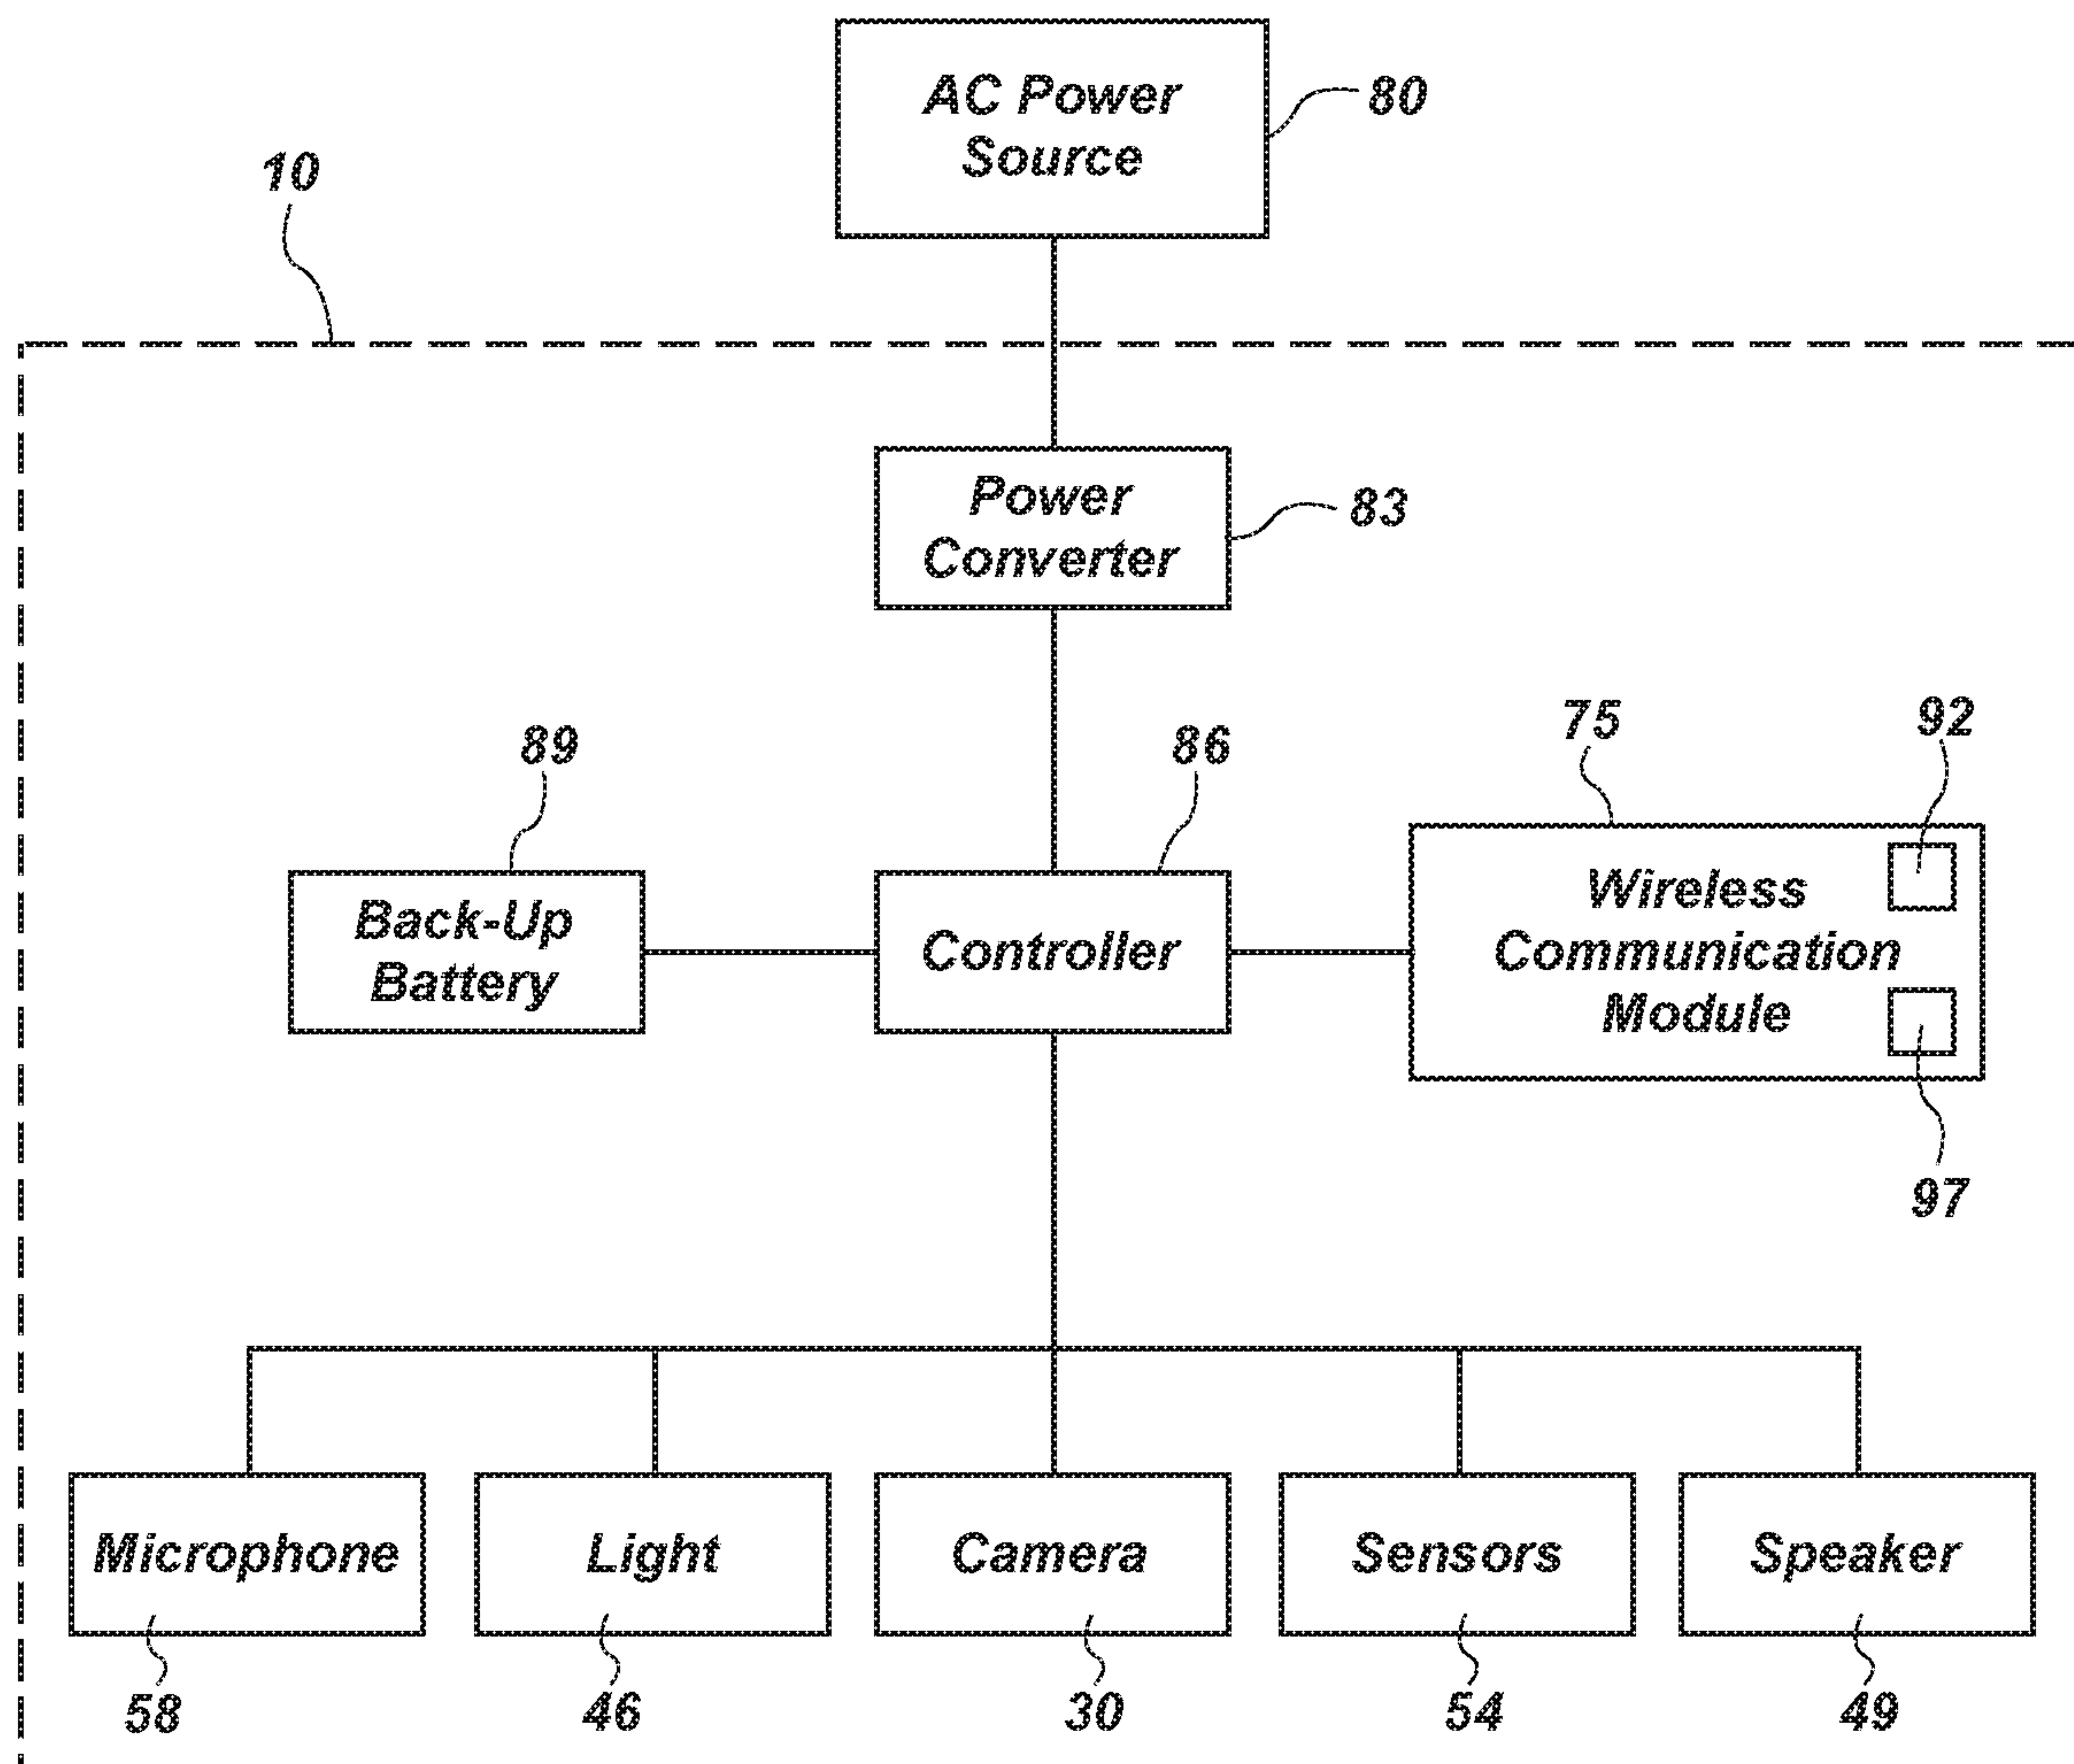 AC Power
Source
80
10
Power
Converter
83
89
86
75
92
Back-Up
Battery
Controller
Wireless
Communication
Module
97
Microphone
Light
Camera
Sensors
Speaker
58
46
30
54
49